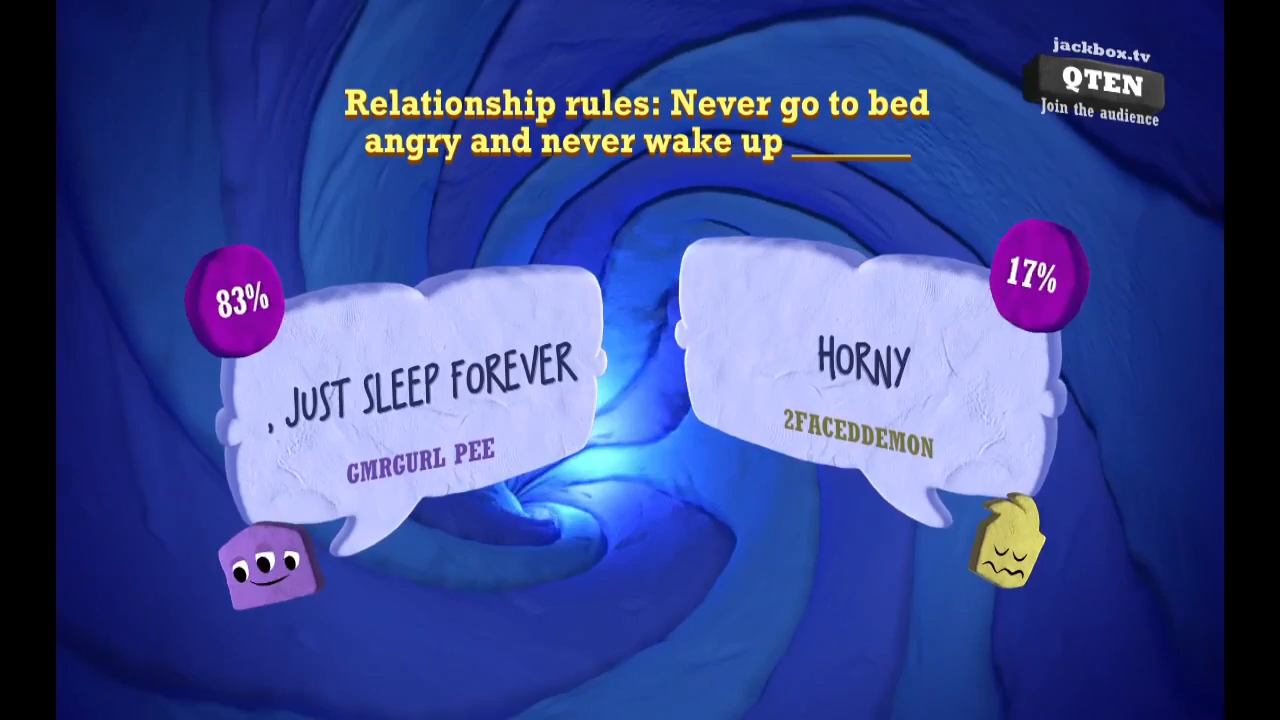 jackbox.tv
QTEN
Join the audience
Relationship rules: Never go to bed
angry and never wake up ________
83%
, JUST SLEEP FOREVER
GMRGURL PEE
17%
HORNY
2FACEDDEMON